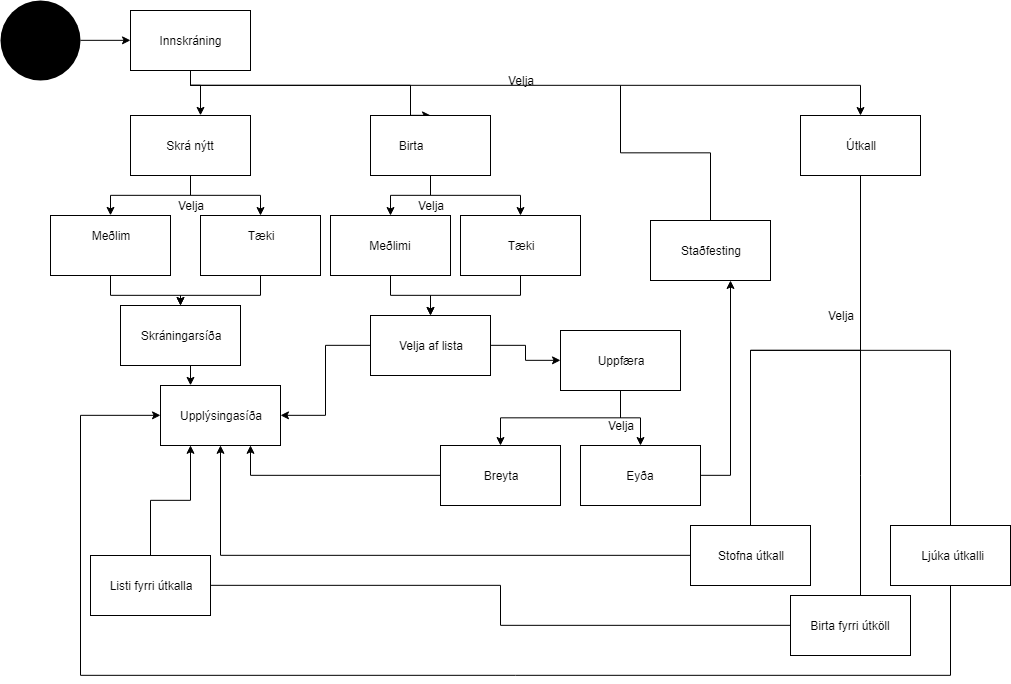 Innskráning
Velja
Skrá nýtt
Birta
Útkall
Velja
Velja
Meðlim
Tæki
Meðlimi
Tæki
Staðfesting
Skráningarsíða
Velja af lista
Velja
Uppfæra
Upplýsingasíða
Velja
Breyta
Eyða
Stofna útkall
Ljúka útkalli
Listi fyrri útkalla
Birta fyrri útköll